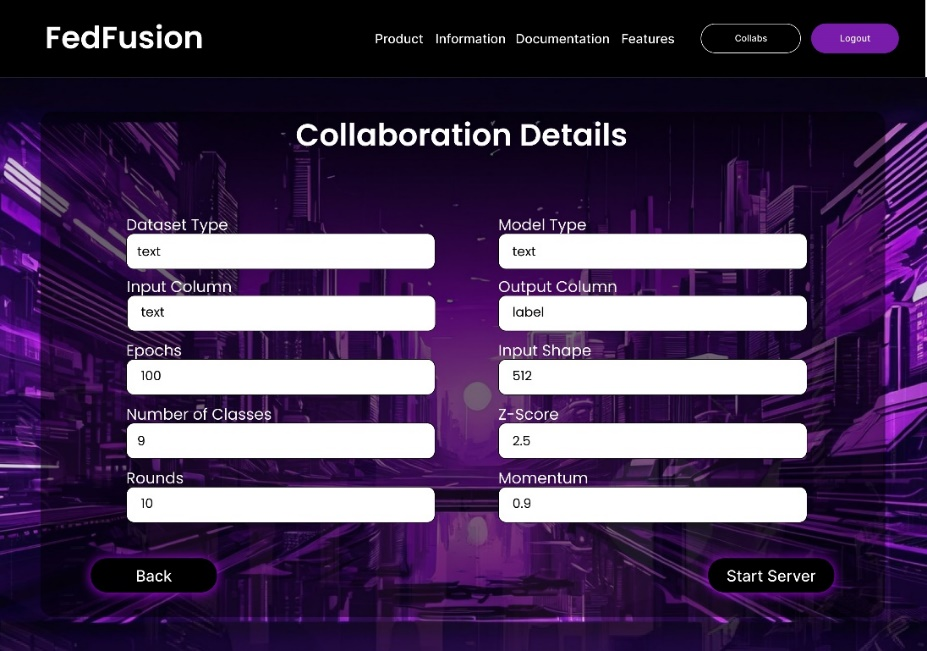 FedFusion
Product Information Documentation Features Collabs Logout
Collaboration Details
Dataset Type Model Type
text text
Input Column Output Column
text label
Epochs Input Shape
100 512
Number of Classes Z-Score
9 2.5
Rounds Momentum
10 0.9
Back Start Server